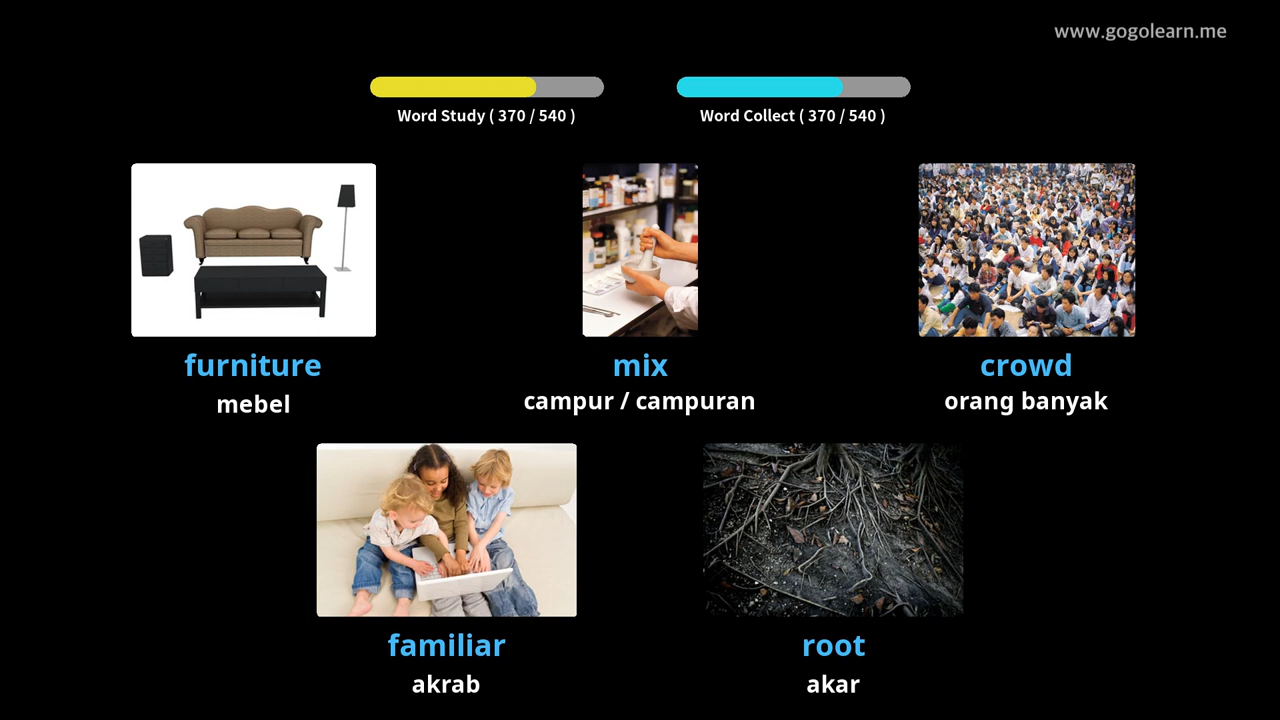 www.gogolearn.me
Word Study ( 370 / 540 )
Word Collect ( 370 / 540 )
furniture
mebel
mix
campur / campuran
crowd
orang banyak
familiar
akrab
root
akar